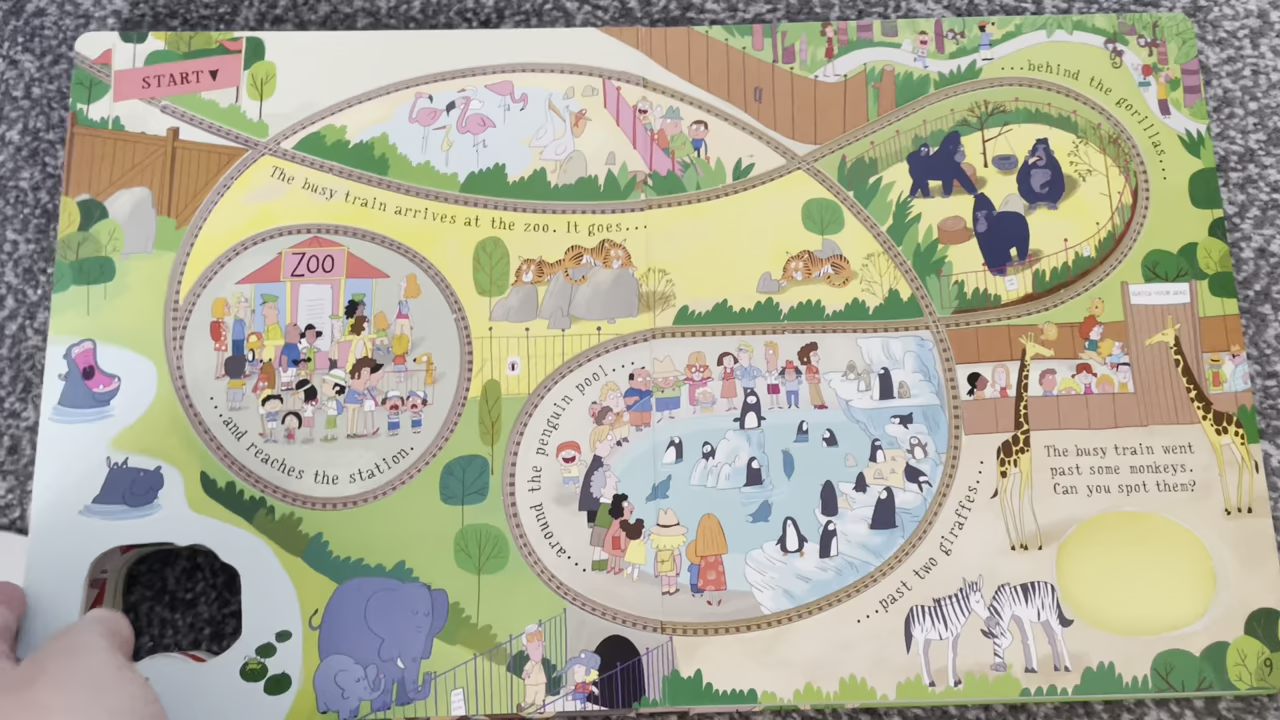 START
The busy train arrives at the zoo. It goes...
...behind the gorillas...
...past two giraffes...
...around the penguin pool...
...and reaches the station.
ZOO
The busy train went
past some monkeys.
Can you spot them?
9